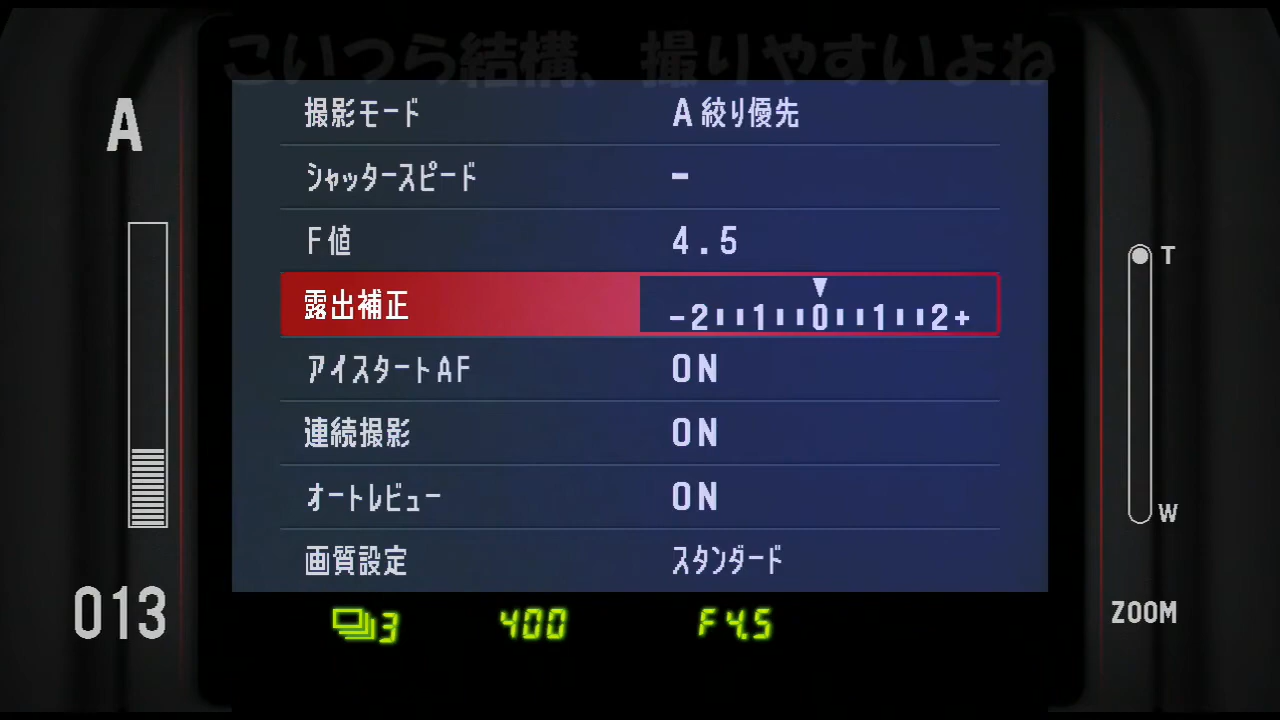 こいつら結構、撮りやすいよね
A
撮影モード A 絞り優先
シャッタースピード -
F値 4.5
露出補正 -2 1 0 1 2+
アイスタートAF ON
連続撮影 ON
オートレビュー ON
画質設定 スタンダード
T
W
013
ZOOM
3 400 F4.5